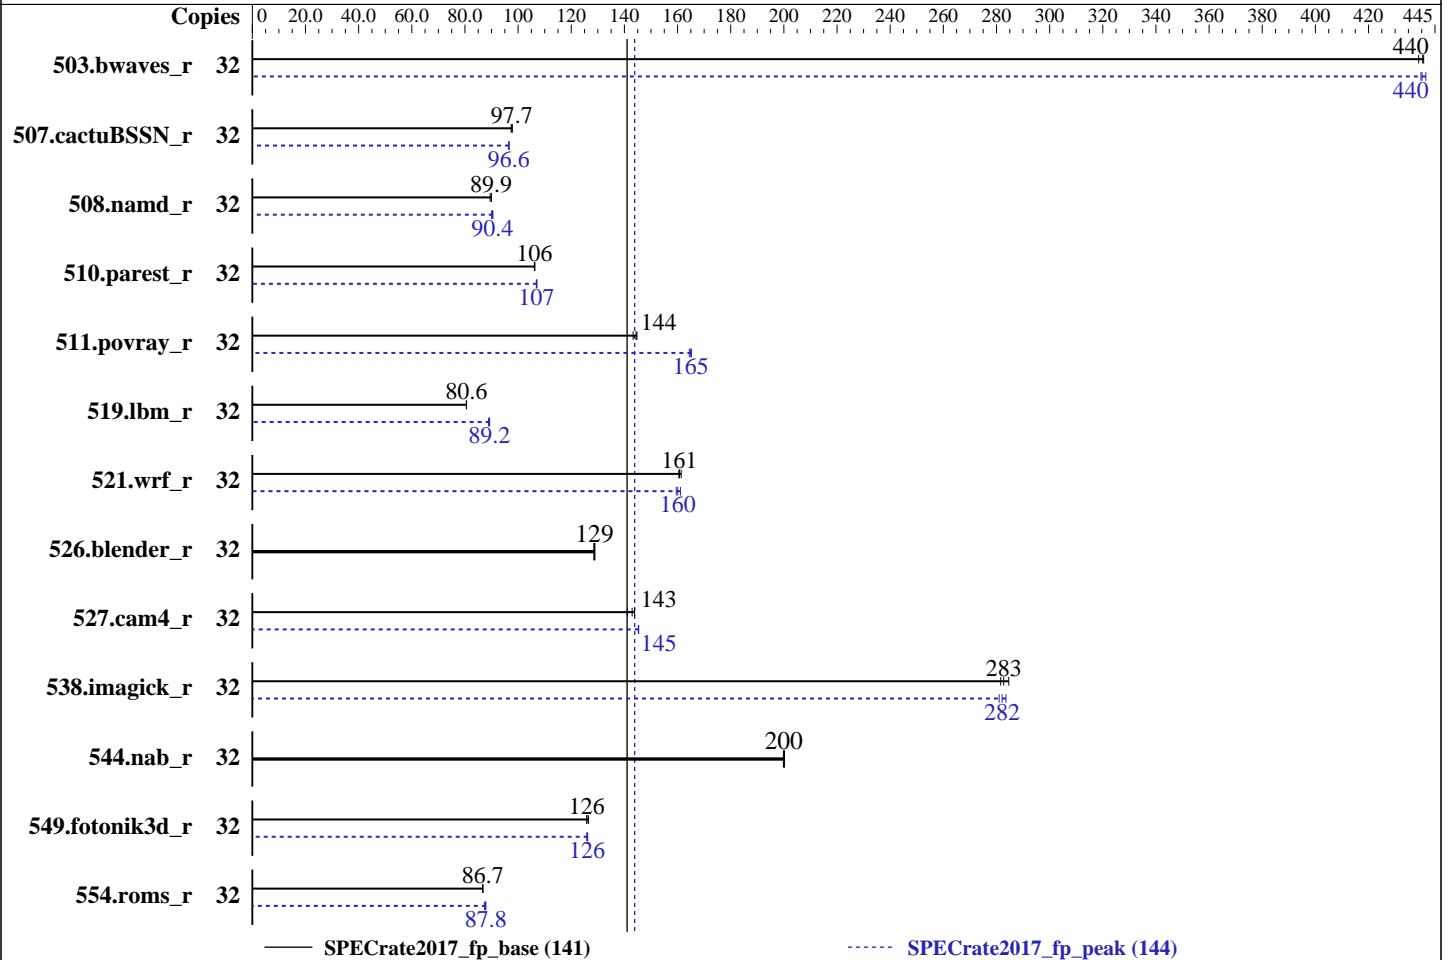 Copies 0 20.0 40.0 60.0 80.0 100 120 140 160 180 200 220 240 260 280 300 320 340 360 380 400 420 445
440
503.bwaves_r 32
440
97.7
507.cactuBSSN_r 32
96.6
89.9
508.namd_r 32
90.4
106
510.parest_r 32
107
144
511.povray_r 32
165
80.6
519.lbm_r 32
89.2
161
521.wrf_r 32
160
129
526.blender_r 32
143
527.cam4_r 32
145
283
538.imagick_r 32
282
200
544.nab_r 32
126
549.fotonik3d_r 32
126
86.7
554.roms_r 32
87.8
SPECrate2017_fp_base (141) SPECrate2017_fp_peak (144)